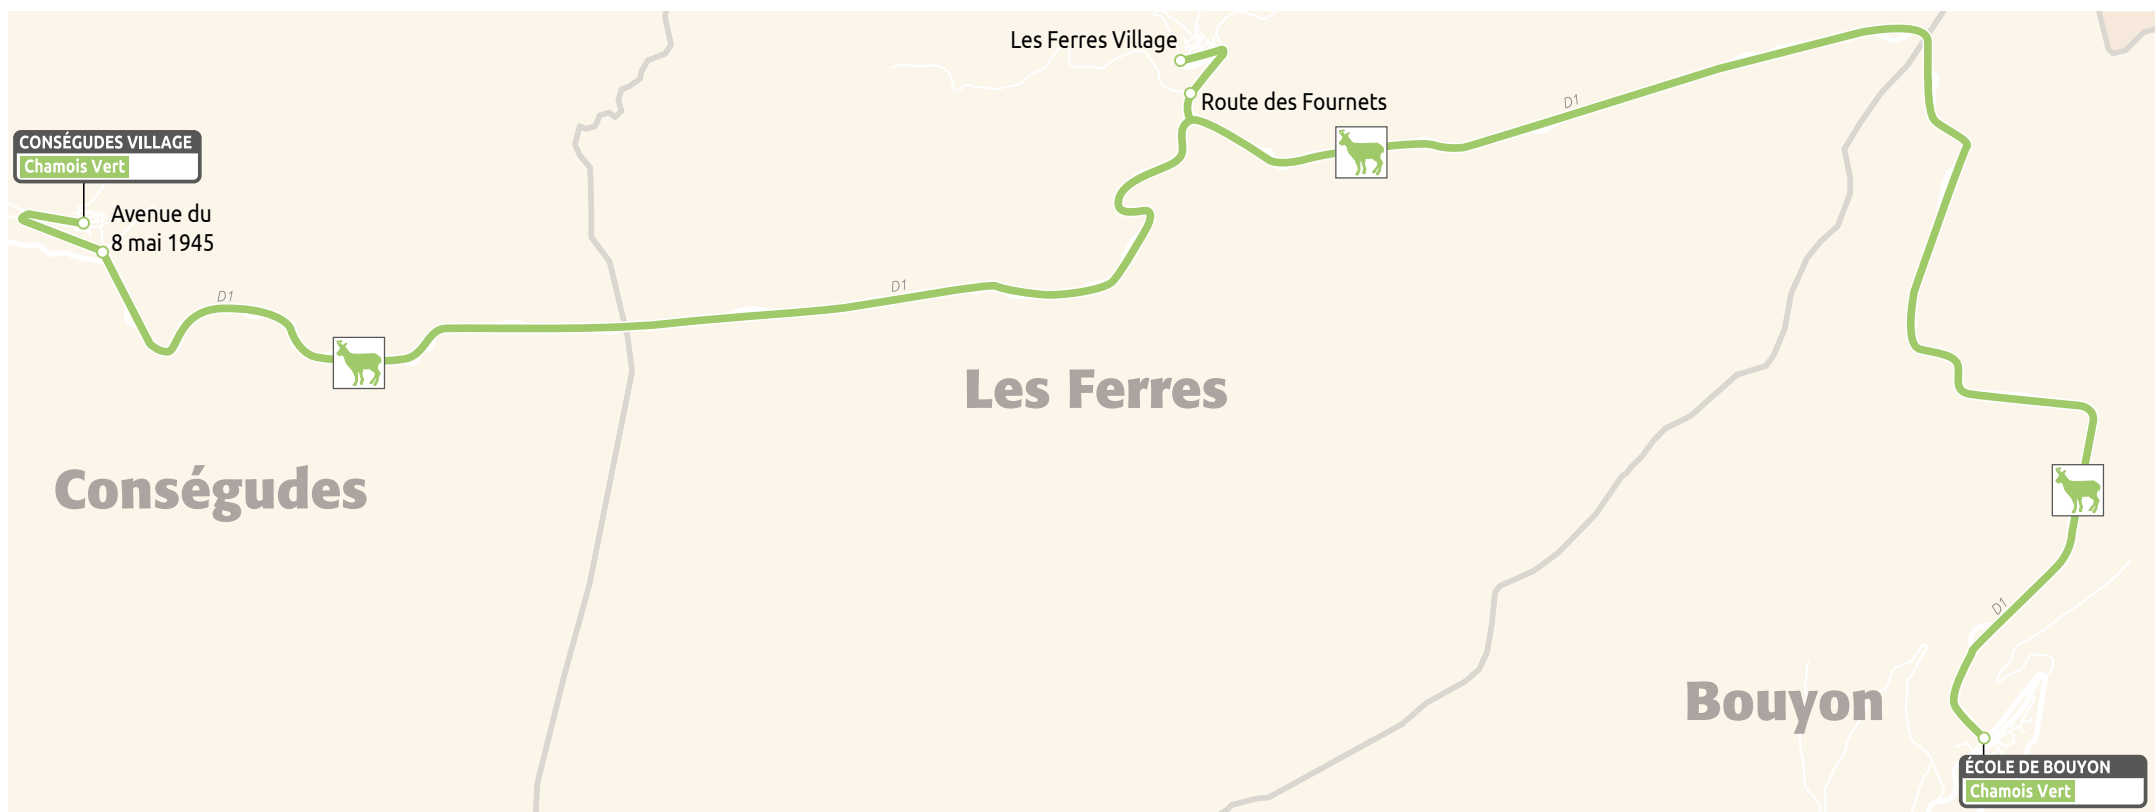 Les Ferres Village
Route des Fournets
D1
CONSÉGUDES VILLAGE
Chamois Vert
Avenue du
8 mai 1945
D1
D1
Les Ferres
Conségudes
D1
Bouyon
ÉCOLE DE BOUYON
Chamois Vert